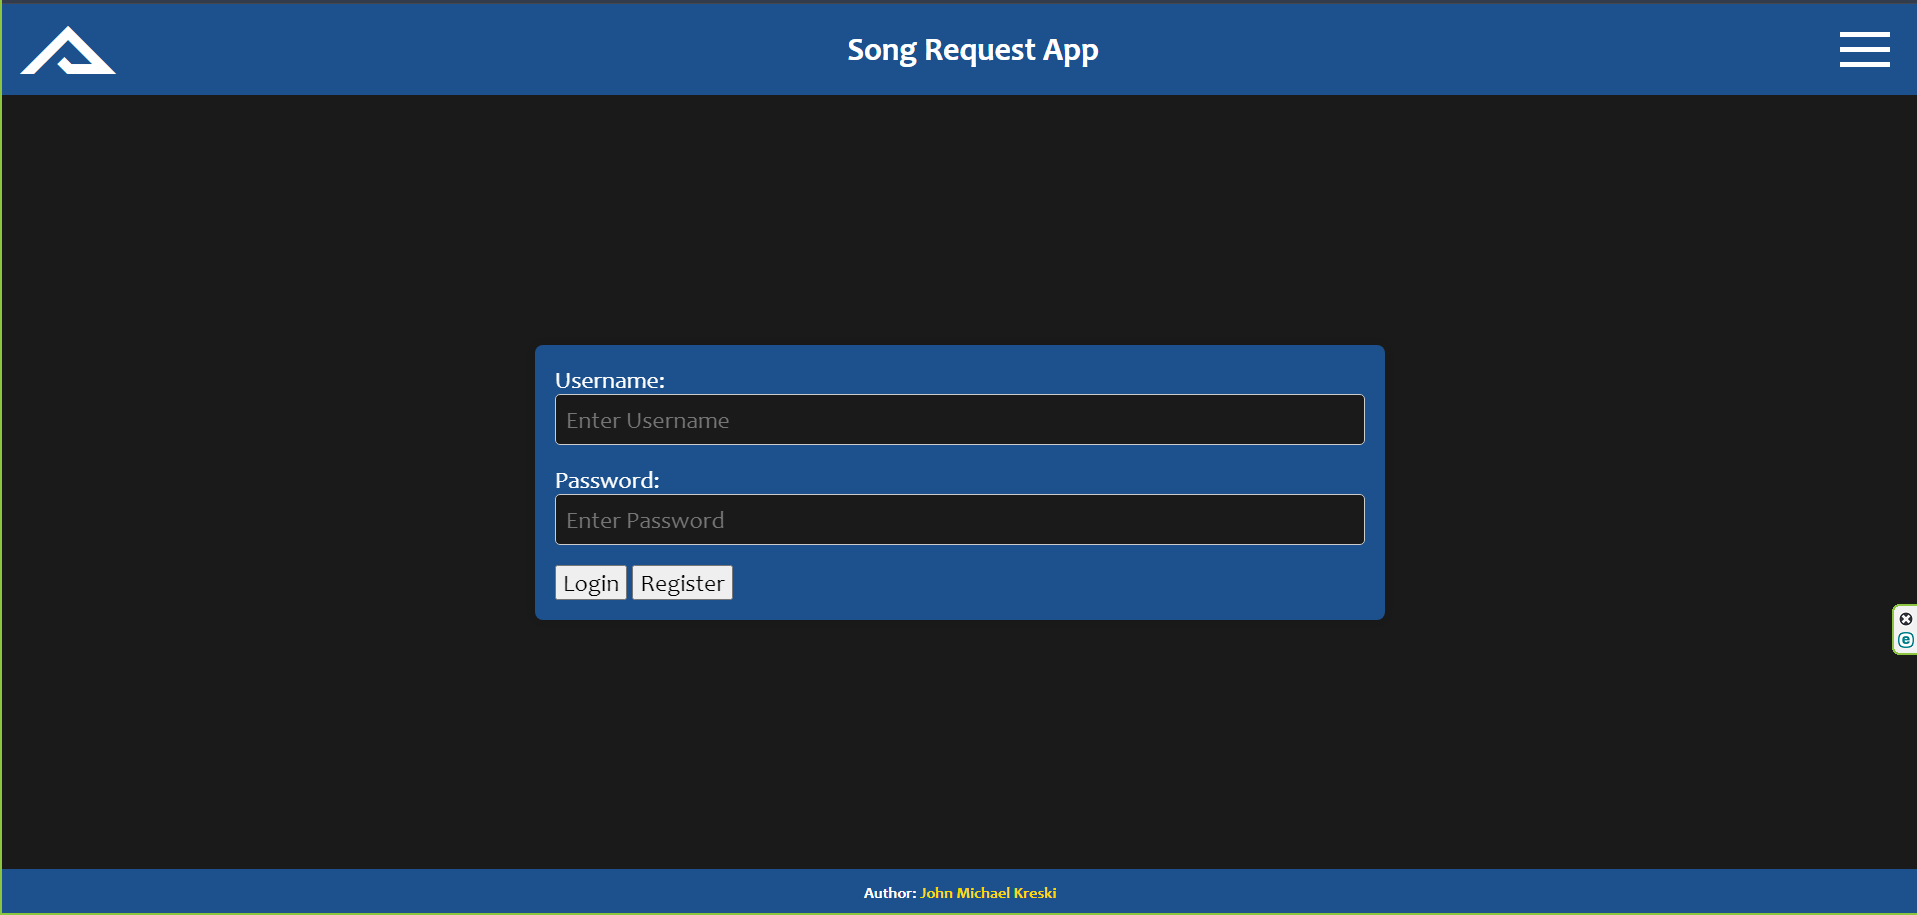 Song Request App
Username:
Enter Username
Password:
Enter Password
Login Register
e
Author: John Michael Kreski